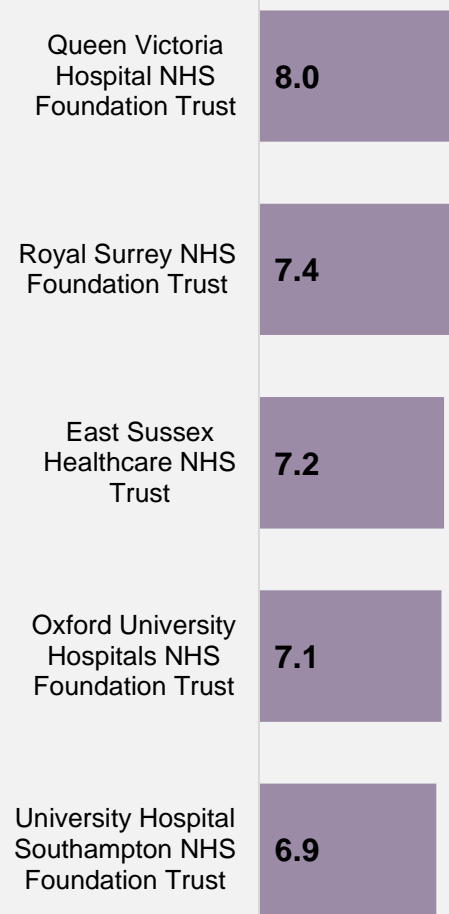 Queen Victoria
Hospital NHS
Foundation Trust
8.0
Royal Surrey NHS
Foundation Trust
7.4
East Sussex
Healthcare NHS
Trust
7.2
Oxford University
Hospitals NHS
Foundation Trust
7.1
University Hospital
Southampton NHS
Foundation Trust
6.9